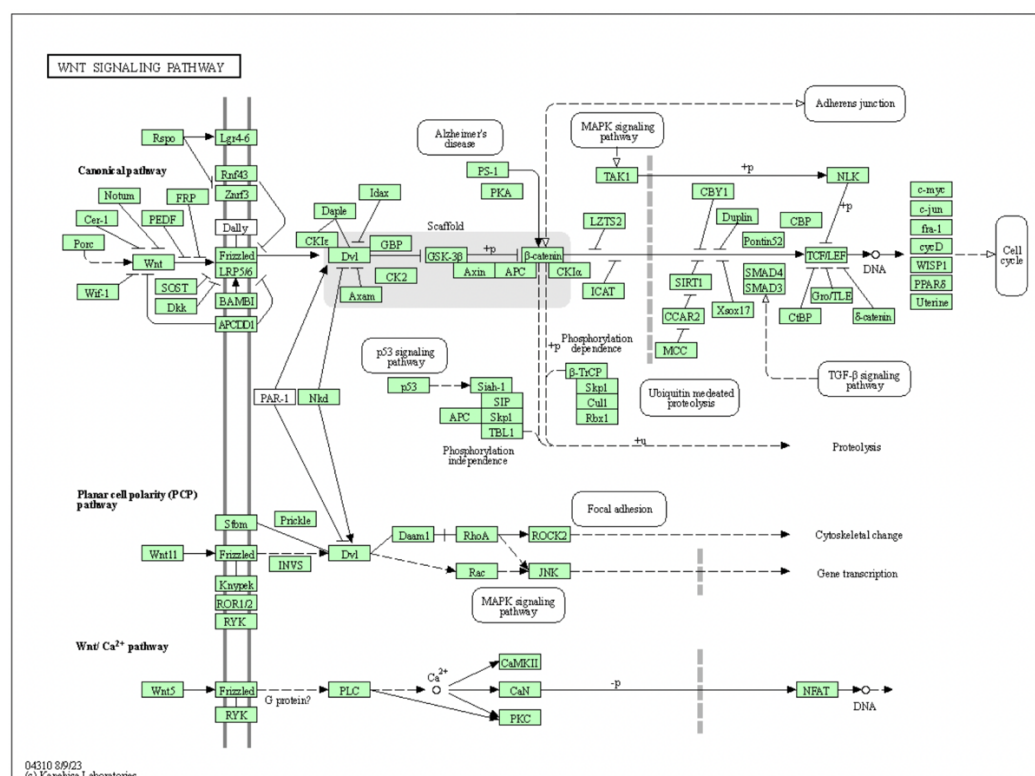 WNT SIGNALING PATHWAY
Rspo
Lgr4-6
Canonical pathway
Rnf43
Znrf3
Notum
FRP
Cer-1
PEDF
Dally
Porc
Wnt
Frizzled
LRP5/6
Wif-1
SOST
Dkk
BAMBI
APCDD1
Idax
Daple
CKIε
Dvl
GBP
CK2
Axam
Alzheimer's
disease
PS-1
PKA
Scaffold
GSK-3β
+p
β-catenin
Axin
APC
CKIα
MAPK signaling
pathway
Adherens junction
TAK1
+p
NLK
LZTS2
ICAT
CBY1
Duplin
Pontin52
CBP
+p
SIRT1
CCAR2
MCC
Xsox17
SMAD4
SMAD3
TCF/LEF
DNA
CtBP
Gro/TLE
δ-catenin
c-myc
c-jun
fra-1
cycD
WISP1
PPARδ
Uterine
Cell
cycle
TGF-β signaling
pathway
p53 signaling
pathway
p53
Siah-1
SIP
APC
Skp1
TBL1
Phosphorylation
independence
+p
Phosphorylation
dependence
β-TrCP
Skp1
Cul1
Rbx1
Ubiquitin medeated
proteolysis
+u
Proteolysis
PAR-1
Nkd
Planar cell polarity (PCP)
pathway
Stbm
Prickle
Wnt11
Frizzled
INVS
Dvl
Knypek
ROR1/2
RYK
Daam1
RhoA
ROCK2
Focal adhesion
Cytoskeletal change
Rac
JNK
Gene transcription
MAPK signaling
pathway
Wnt/ Ca2+ pathway
Wnt5
Frizzled
RYK
G protein?
PLC
Ca2+
CaMKII
CaN
PKC
-p
NFAT
DNA
04310 8/9/23
(c) Kanehisa Laboratories